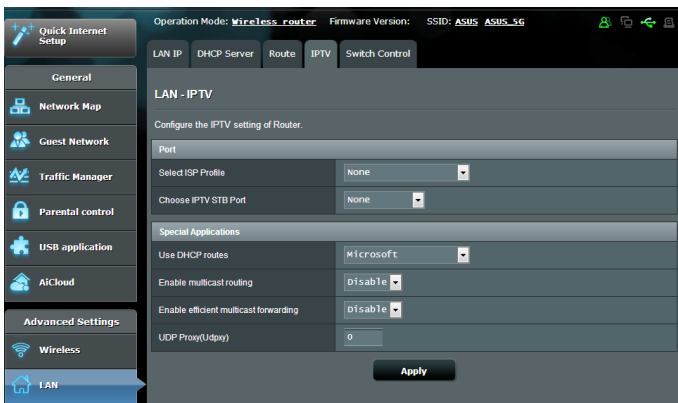 Quick Internet
Setup
General
Network Map
Guest Network
Traffic Manager
Parental control
USB application
AiCloud
Advanced Settings
Wireless
LAN
Operation Mode: Wireless router Firmware Version: SSID: ASUS ASUS_5G
LAN IP DHCP Server Route IPTV Switch Control
LAN - IPTV
Configure the IPTV setting of Router.
Port
Select ISP Profile None
Choose IPTV STB Port None
Special Applications
Use DHCP routes Microsoft
Enable multicast routing Disable
Enable efficient multicast forwarding Disable
UDP Proxy(Udpxy) 0
Apply